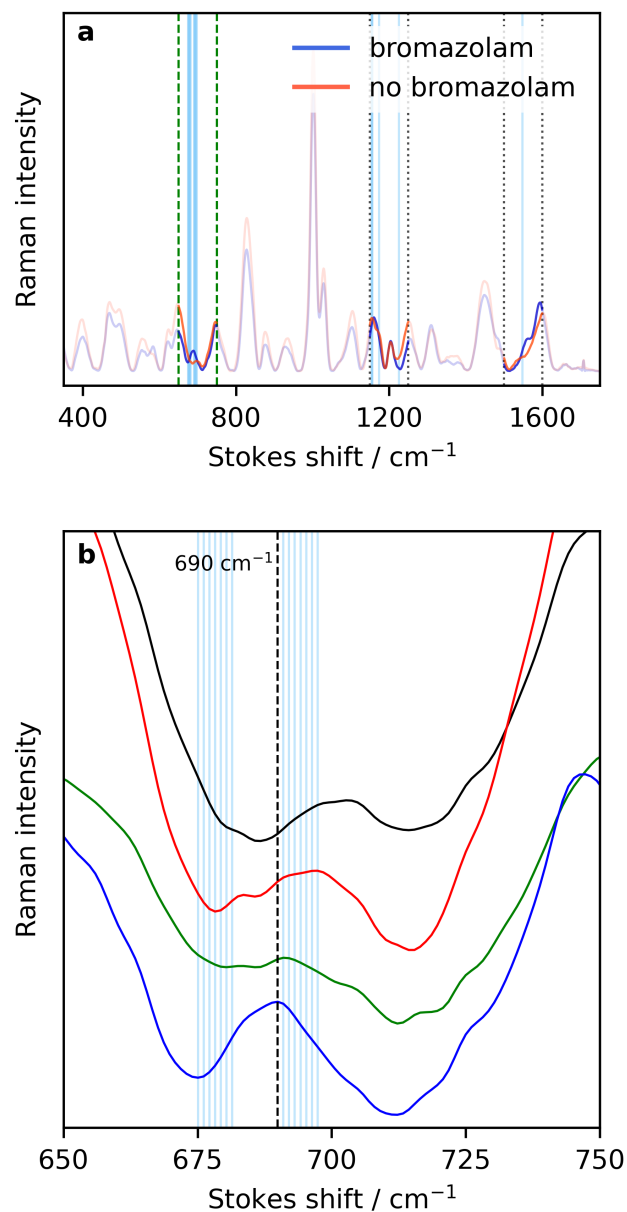 a
bromazolam
no bromazolam
Raman intensity
400 800 1200 1600
Stokes shift / cm⁻¹
b
690 cm⁻¹
Raman intensity
650 675 700 725 750
Stokes shift / cm⁻¹